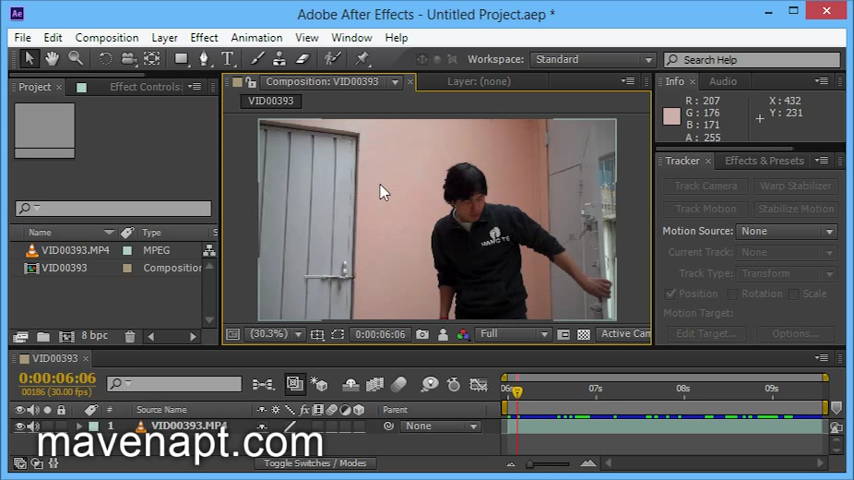 Ae
Adobe After Effects - Untitled Project.aep *
File Edit Composition Layer Effect Animation View Window Help
Workspace: Standard
Search Help
Project
Effect Controls:
Composition: VID00393
Layer: (none)
Info
Audio
VID00393
R : 207
G : 176
B : 171
A : 255
X : 432
Y : 231
Tracker
Effects & Presets
Track Camera
Warp Stabilizer
Track Motion
Stabilize Motion
Motion Source: None
Current Track: None
Track Type: Transform
Position Rotation Scale
Edit Target...
Options...
Name
Type
VID00393.MP4
MPEG
VID00393
Compositio
8 bpc
(30.3%)
0:00:06:06
Full
Active Cam
VID00393
0:00:06:06
00186 (30.00 fps)
07s
08s
09s
#
Source Name
Parent
1
VID00393.MP4
None
Toggle Switches / Modes
mavenapt.com